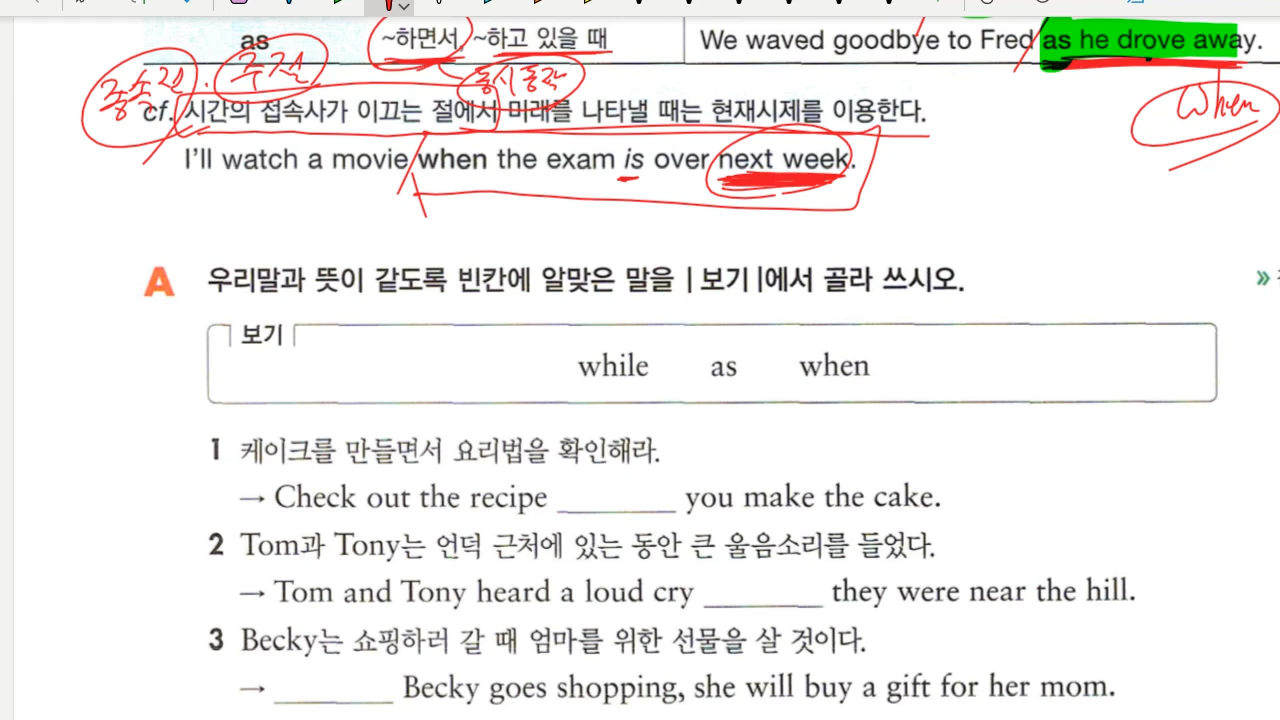 as ~하면서, ~하고 있을 때 We waved goodbye to Fred as he drove away.
종속절. 주절 동시동작 When
cf. 시간의 접속사가 이끄는 절에서 미래를 나타낼 때는 현재시제를 이용한다.
I'll watch a movie when the exam is over next week.
A 우리말과 뜻이 같도록 빈칸에 알맞은 말을 |보기|에서 골라 쓰시오.
»
보기
while as when
1 케이크를 만들면서 요리법을 확인해라.
→ Check out the recipe ________ you make the cake.
2 Tom과 Tony는 언덕 근처에 있는 동안 큰 울음소리를 들었다.
→ Tom and Tony heard a loud cry ________ they were near the hill.
3 Becky는 쇼핑하러 갈 때 엄마를 위한 선물을 살 것이다.
→ ________ Becky goes shopping, she will buy a gift for her mom.